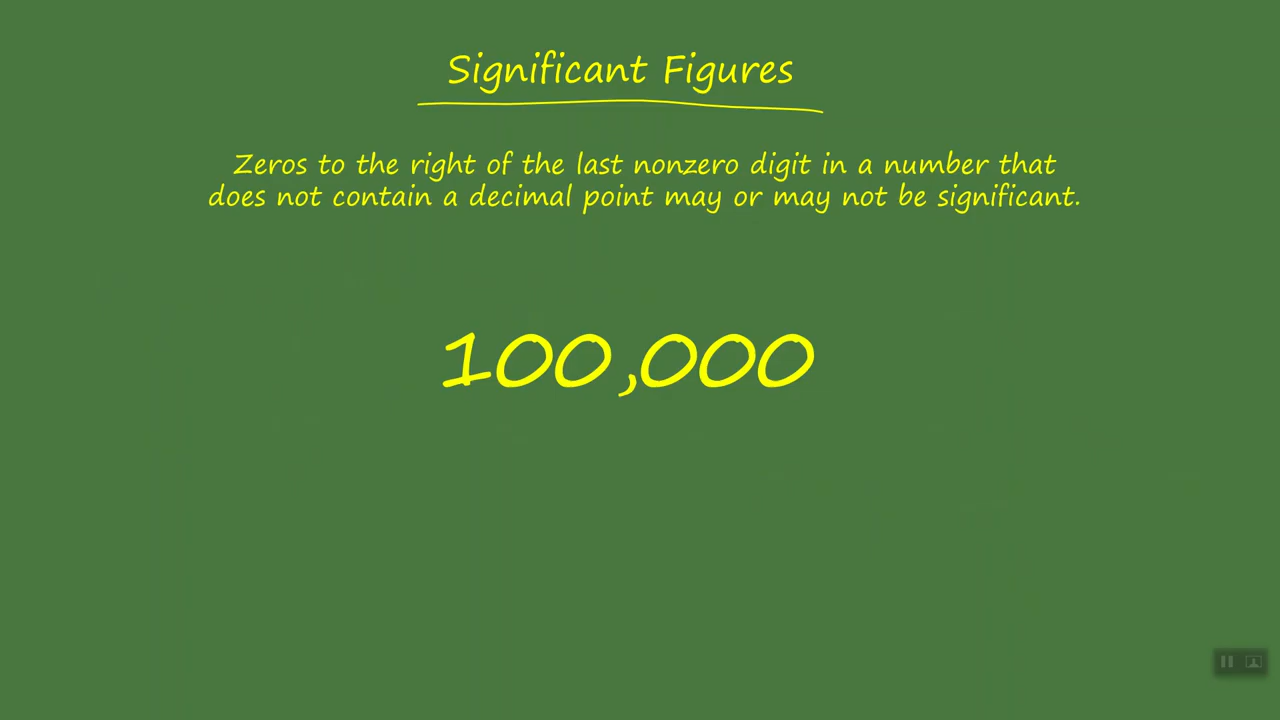 Significant Figures
Zeros to the right of the last nonzero digit in a number that
does not contain a decimal point may or may not be significant.
100,000